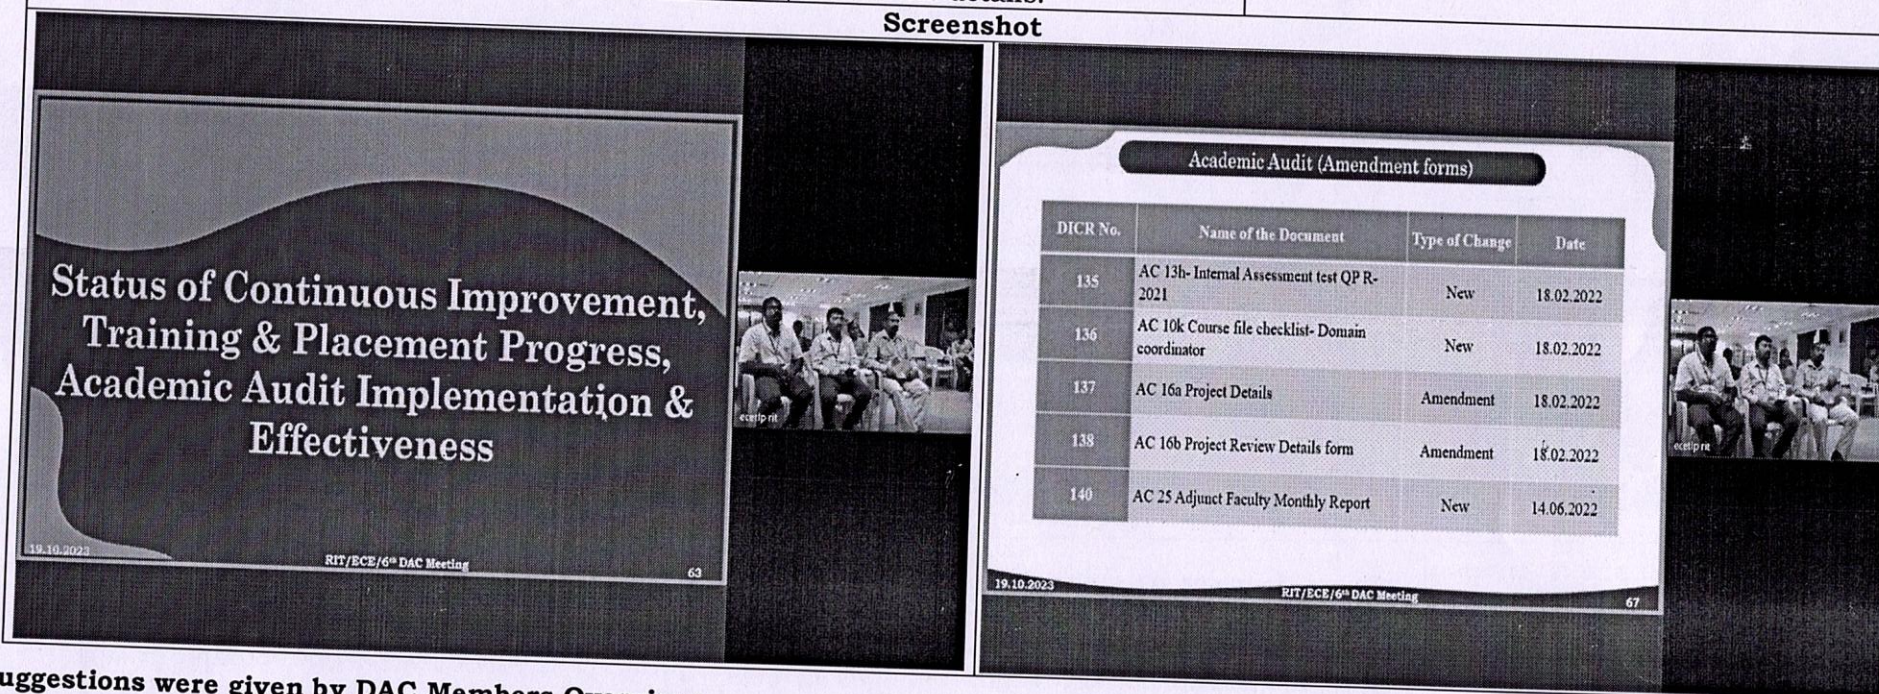 Screenshot
Status of Continuous Improvement,
Training & Placement Progress,
Academic Audit Implementation &
Effectiveness
ecetlp rit
19.10.2023
RIT/ECE/6th DAC Meeting
63
Academic Audit (Amendment forms)
DICR No. Name of the Document Type of Change Date
135 AC 13h- Internal Assessment test QP R-
2021 New 18.02.2022
136 AC 10k Course file checklist- Domain
coordinator New 18.02.2022
137 AC 16a Project Details Amendment 18.02.2022
138 AC 16b Project Review Details form Amendment 18.02.2022
140 AC 25 Adjunct Faculty Monthly Report New 14.06.2022
ecetlp rit
19.10.2023
RIT/ECE/6th DAC Meeting
67
uggestions were given by DAC Members